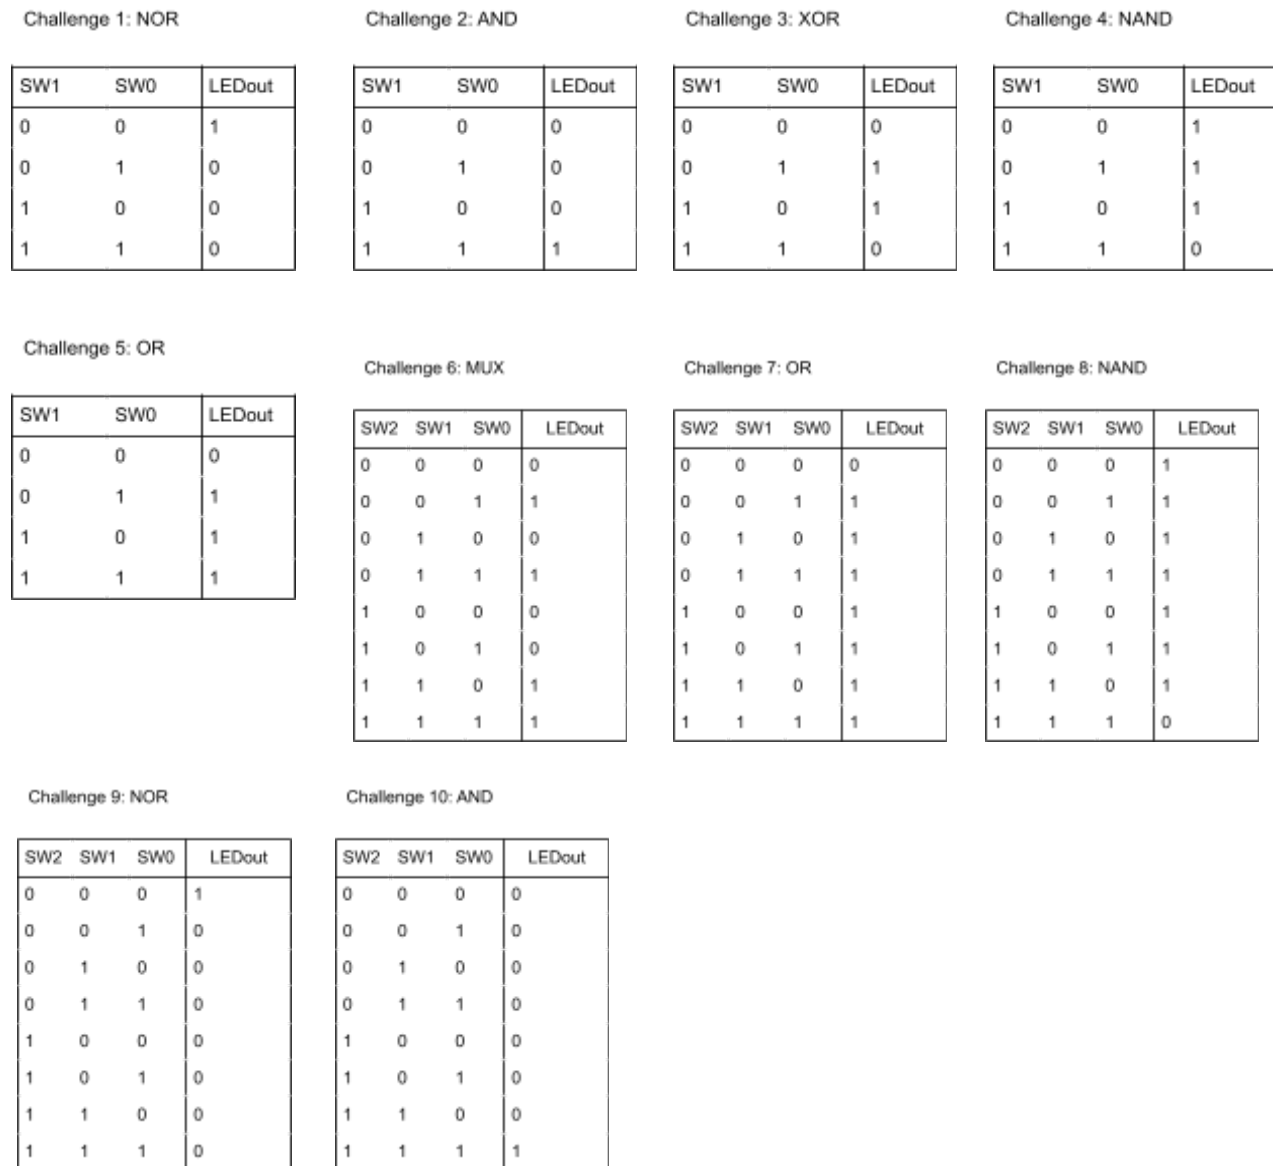 Challenge 1: NOR
SW1 SW0 LEDout
0 0 1
0 1 0
1 0 0
1 1 0
Challenge 2: AND
SW1 SW0 LEDout
0 0 0
0 1 0
1 0 0
1 1 1
Challenge 3: XOR
SW1 SW0 LEDout
0 0 0
0 1 1
1 0 1
1 1 0
Challenge 4: NAND
SW1 SW0 LEDout
0 0 1
0 1 1
1 0 1
1 1 0
Challenge 5: OR
SW1 SW0 LEDout
0 0 0
0 1 1
1 0 1
1 1 1
Challenge 6: MUX
SW2 SW1 SW0 LEDout
0 0 0 0
0 0 1 1
0 1 0 0
0 1 1 1
1 0 0 0
1 0 1 0
1 1 0 1
1 1 1 1
Challenge 7: OR
SW2 SW1 SW0 LEDout
0 0 0 0
0 0 1 1
0 1 0 1
0 1 1 1
1 0 0 1
1 0 1 1
1 1 0 1
1 1 1 1
Challenge 8: NAND
SW2 SW1 SW0 LEDout
0 0 0 1
0 0 1 1
0 1 0 1
0 1 1 1
1 0 0 1
1 0 1 1
1 1 0 1
1 1 1 0
Challenge 9: NOR
SW2 SW1 SW0 LEDout
0 0 0 1
0 0 1 0
0 1 0 0
0 1 1 0
1 0 0 0
1 0 1 0
1 1 0 0
1 1 1 0
Challenge 10: AND
SW2 SW1 SW0 LEDout
0 0 0 0
0 0 1 0
0 1 0 0
0 1 1 0
1 0 0 0
1 0 1 0
1 1 0 0
1 1 1 1